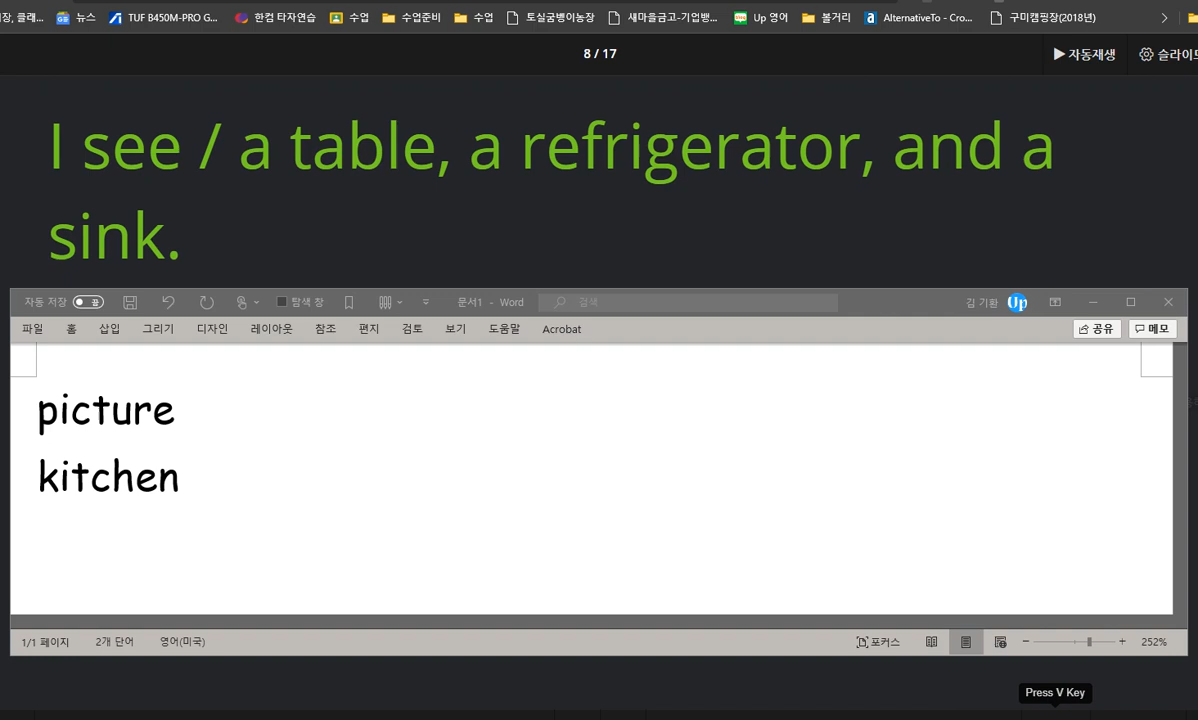 장, 클래... 뉴스 TUF B450M-PRO G... 한컴 타자연습 수업 수업준비 수업 토실굼벵이농장 새마을금고-기업뱅... Up 영어 볼거리 AlternativeTo - Cro... 구미캠핑장(2018년)
8 / 17 자동재생 슬라이드
I see / a table, a refrigerator, and a
sink.
자동 저장 끔 탐색 창 문서1 - Word 검색 김 기환 Up
파일 홈 삽입 그리기 디자인 레이아웃 참조 편지 검토 보기 도움말 Acrobat 공유 메모
picture
kitchen
1/1 페이지 2개 단어 영어(미국) 포커스 252%
Press V Key